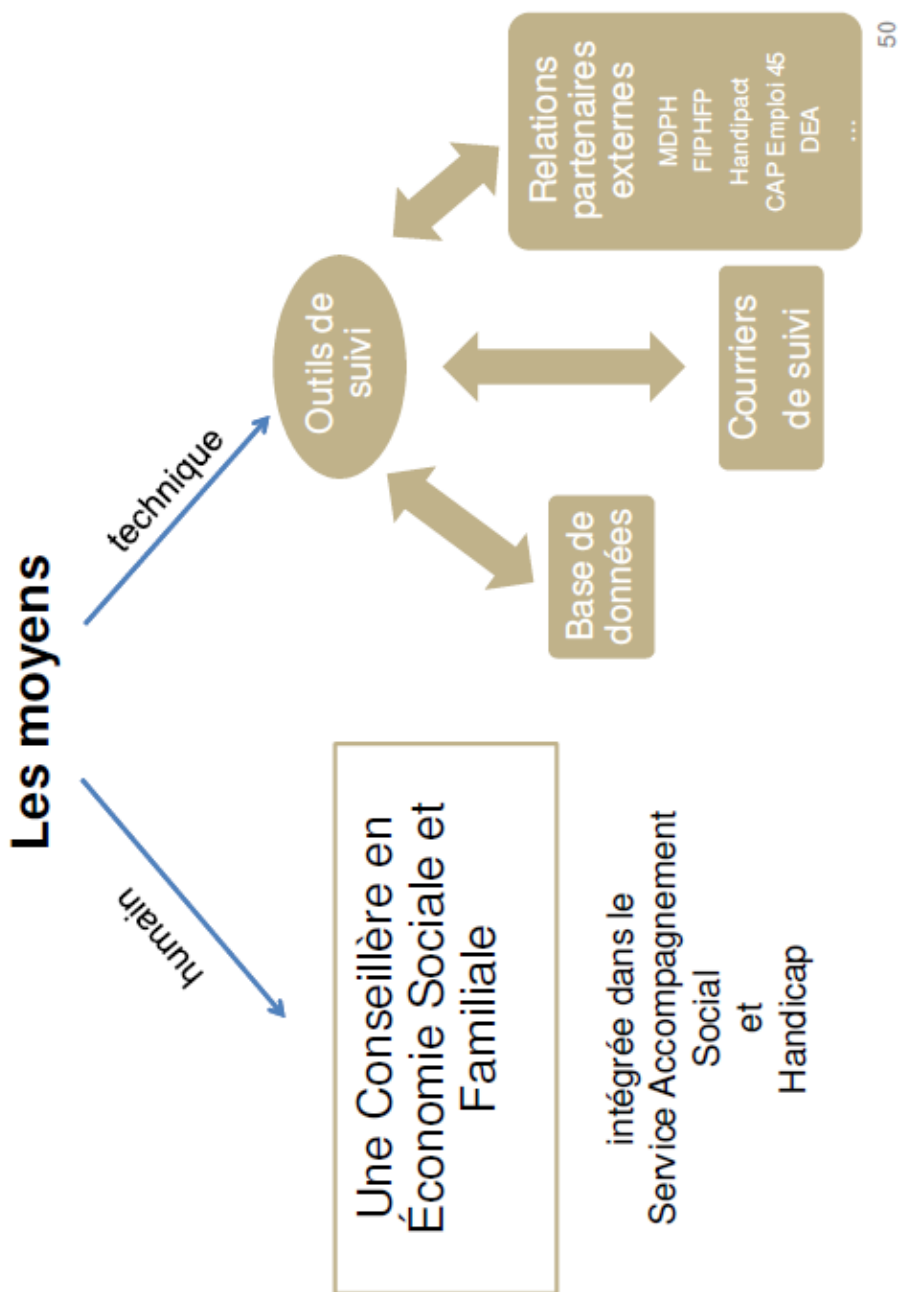 Les moyens
humain
technique
Une Conseillère en
Économie Sociale et
Familiale
intégrée dans le
Service Accompagnement
Social
et
Handicap
Outils de
suivi
Base de
données
Courriers
de suivi
Relations
partenaires
externes
MDPH
FIPHFP
Handipact
CAP Emploi 45
DEA
...
50